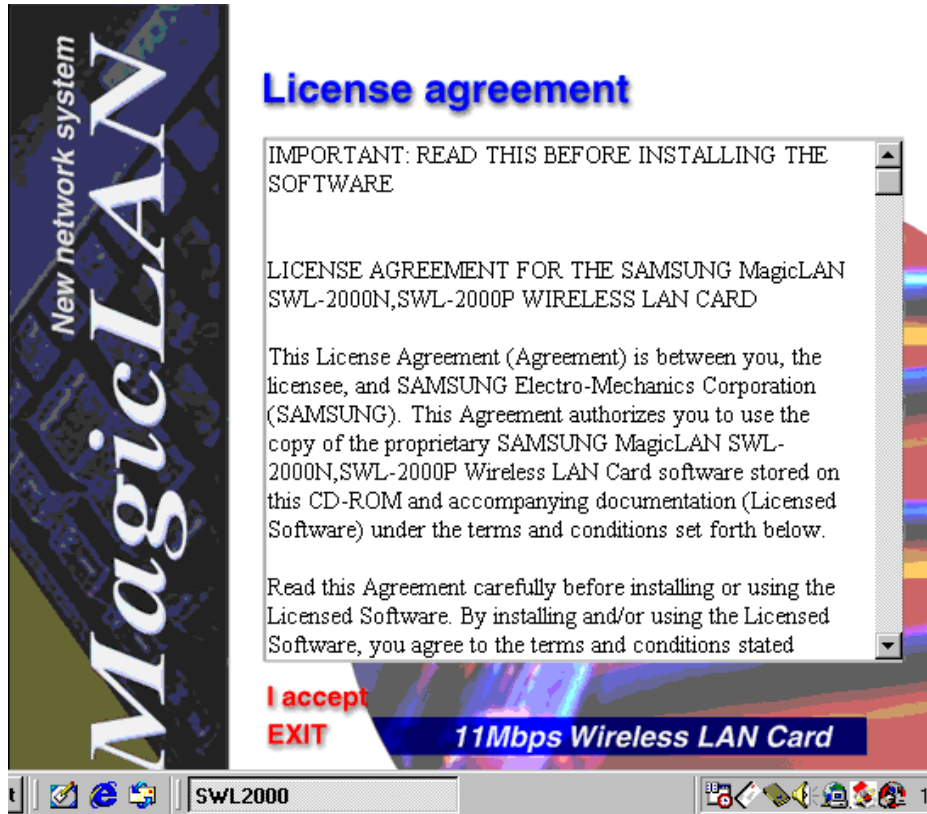 New network system
MagicLAN
License agreement
IMPORTANT: READ THIS BEFORE INSTALLING THE
SOFTWARE
LICENSE AGREEMENT FOR THE SAMSUNG MagicLAN
SWL-2000N,SWL-2000P WIRELESS LAN CARD
This License Agreement (Agreement) is between you, the
licensee, and SAMSUNG Electro-Mechanics Corporation
(SAMSUNG). This Agreement authorizes you to use the
copy of the proprietary SAMSUNG MagicLAN SWL-
2000N,SWL-2000P Wireless LAN Card software stored on
this CD-ROM and accompanying documentation (Licensed
Software) under the terms and conditions set forth below.
Read this Agreement carefully before installing or using the
Licensed Software. By installing and/or using the Licensed
Software, you agree to the terms and conditions stated
I accept
EXIT
11Mbps Wireless LAN Card
t
SWL2000
1